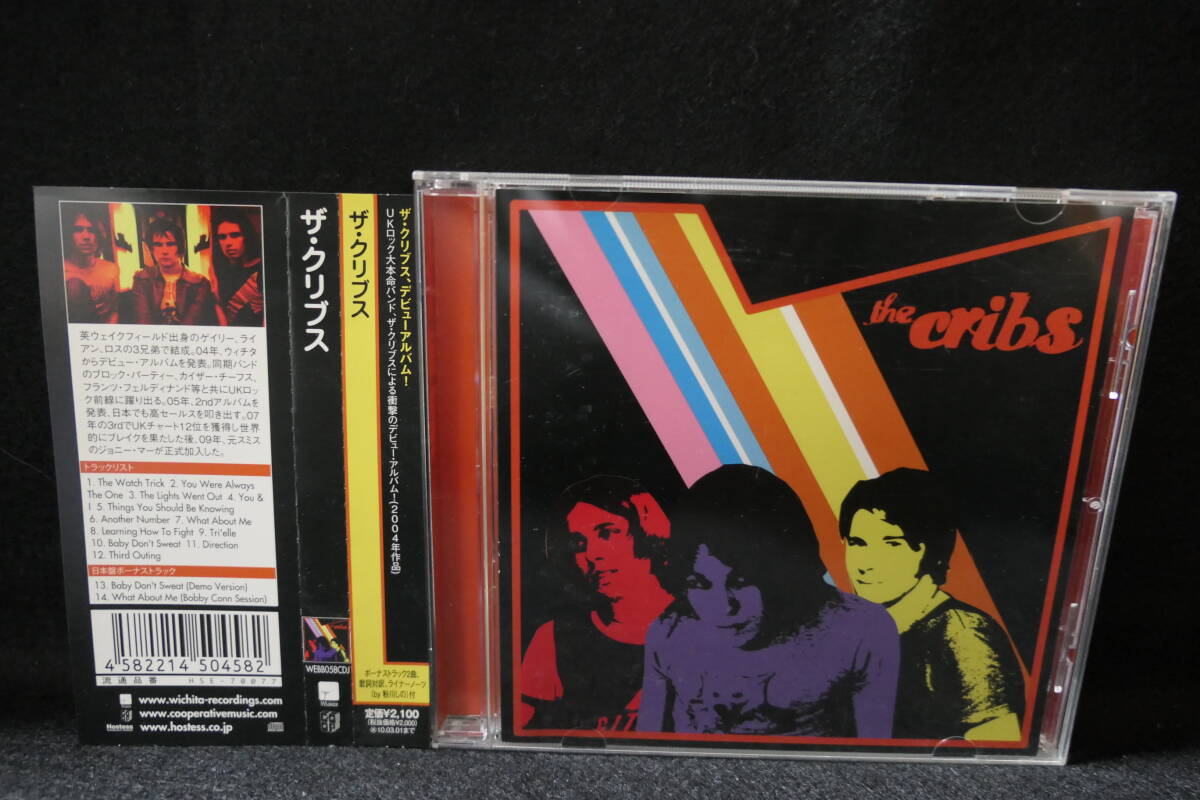 英ウェイクフィールド出身のゲイリー、ライ
アン、ロスの3兄弟で結成。04年、ウィチタ
からデビュー・アルバムを発表。同期バンド
のブロック・パーティー、カイザー・チーフス、
フランツ・フェルディナンド等と共にUKロッ
ク前線に躍り出る。05年、2ndアルバムを
発表、日本でも高セールスを叩き出す。07
年の3rdでUKチャート12位を獲得し世界
的にブレイクを果たした後、09年、元スミス
のジョニー・マーが正式加入した。
トラックリスト
1. The Watch Trick 2. You Were Always
The One 3. The Lights Went Out 4. You &
I 5. Things You Should Be Knowing
6. Another Number 7. What About Me
8. Learning How To Fight 9. Tri'elle
10. Baby Don't Sweat 11. Direction
12. Third Outing
日本盤ボーナストラック
13. Baby Don't Sweat (Demo Version)
14. What About Me (Bobby Conn Session)
4 582214 504582
流通品番 HSE-70077
www.wichita-recordings.com
www.cooperativemusic.com
Hostess www.hostess.co.jp
ザ・クリブス
WEBB058CDJ
Wichita
ザ・クリブス
ザ・クリブス、デビューアルバム!
UKロック大本命バンド、ザ・クリブスによる衝撃のデビュー・アルバム!(2004年作品)
ボーナストラック2曲、
歌詞対訳、ライナーノーツ
(by 粉川しの)付
定価¥2,100
(税抜価格¥2,000)
10.03.01まで
the cribs